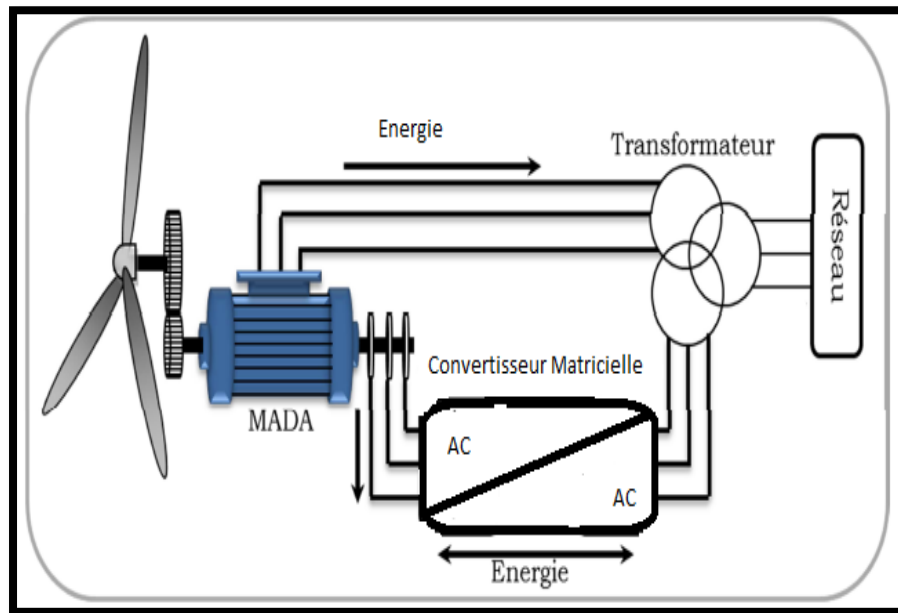 Energie
Transformateur
Réseau
MADA
Convertisseur Matricielle
AC
AC
Energie